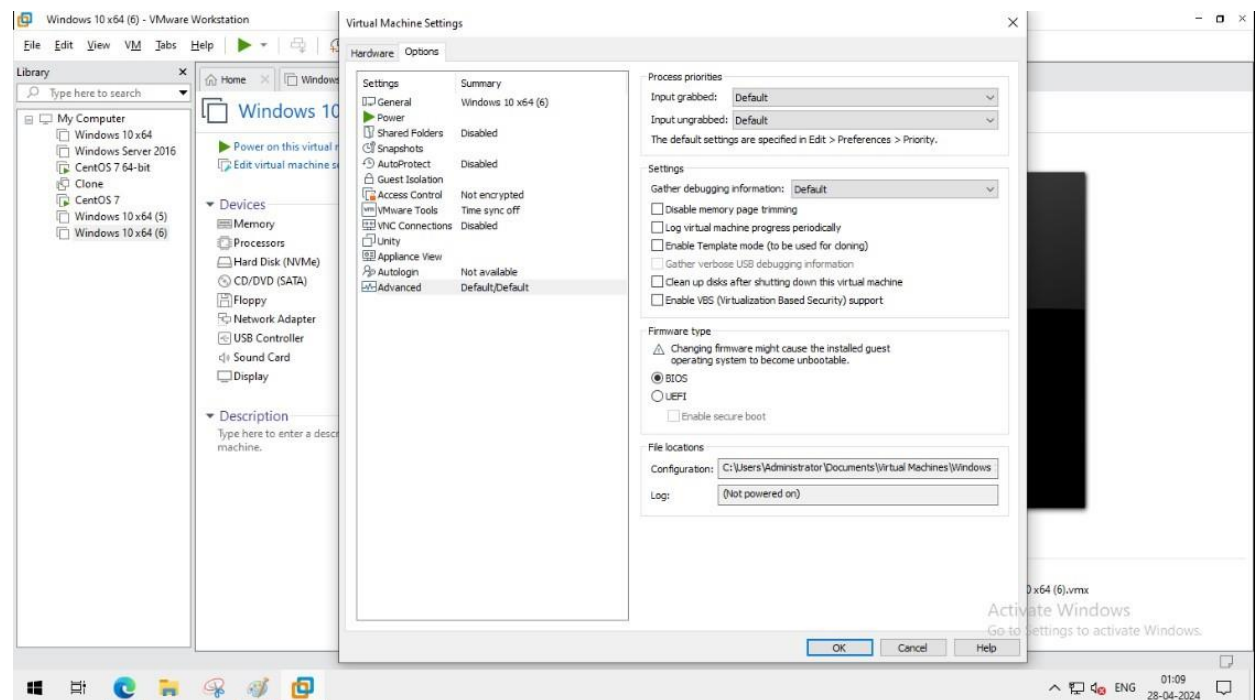 Windows 10 x64 (6) - VMware Workstation
File Edit View VM Tabs Help
Library
Type here to search
My Computer
Windows 10 x64
Windows Server 2016
CentOS 7 64-bit
Clone
CentOS 7
Windows 10 x64 (5)
Windows 10 x64 (6)
Home Windows
Windows 10
Power on this virtual
Edit virtual machine
Devices
Memory
Processors
Hard Disk (NVMe)
CD/DVD (SATA)
Floppy
Network Adapter
USB Controller
Sound Card
Display
Description
Type here to enter a descr
machine.
Virtual Machine Settings
Hardware Options
Settings Summary
General Windows 10 x64 (6)
Power
Shared Folders Disabled
Snapshots
AutoProtect Disabled
Guest Isolation
Access Control Not encrypted
VMware Tools Time sync off
VNC Connections Disabled
Unity
Appliance View
Autologin Not available
Advanced Default/Default
Process priorities
Input grabbed: Default
Input ungrabbed: Default
The default settings are specified in Edit > Preferences > Priority.
Settings
Gather debugging information: Default
Disable memory page trimming
Log virtual machine progress periodically
Enable Template mode (to be used for cloning)
Gather verbose USB debugging information
Clean up disks after shutting down this virtual machine
Enable VBS (Virtualization Based Security) support
Firmware type
Changing firmware might cause the installed guest
operating system to become unbootable.
BIOS
UEFI
Enable secure boot
File locations
Configuration: C:\Users\Administrator\Documents\Virtual Machines\Windows
Log: (Not powered on)
OK Cancel Help
0 x64 (6).vmx
Activate Windows
Go to Settings to activate Windows.
ENG
01:09
28-04-2024